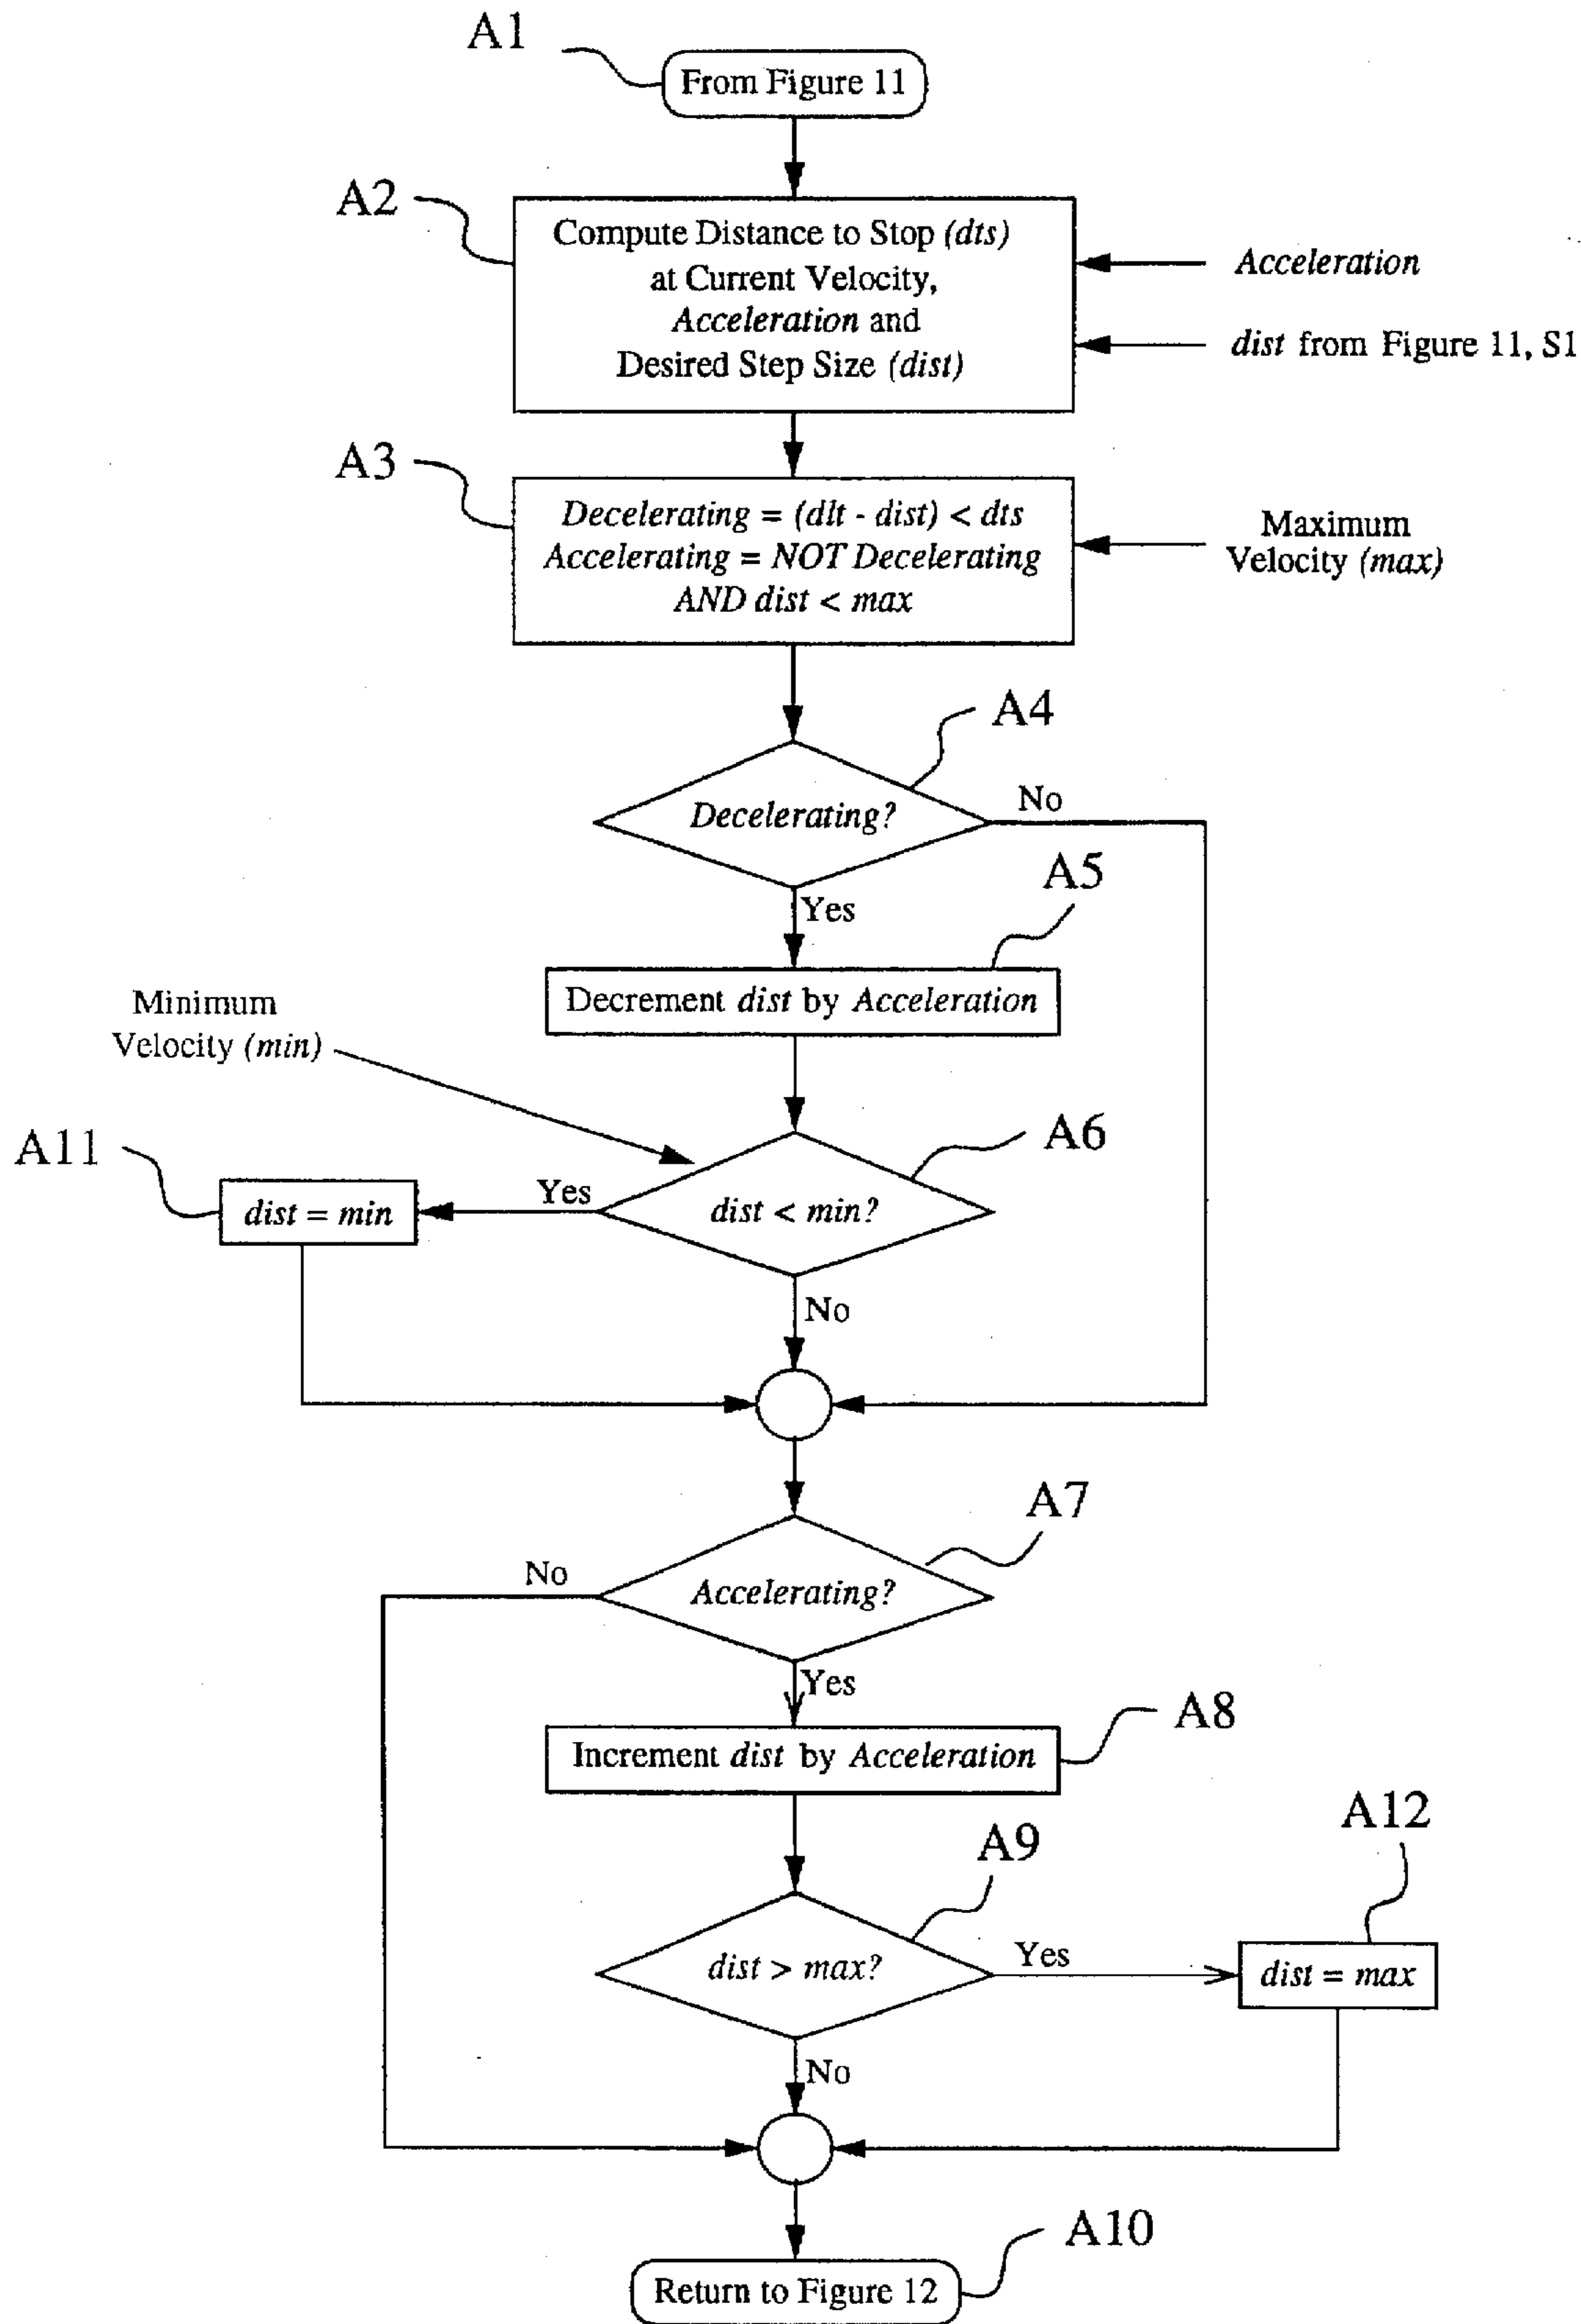 A1
From Figure 11
A2
Compute Distance to Stop (dts)
at Current Velocity,
Acceleration and
Desired Step Size (dist)
Acceleration
dist from Figure 11, S1
A3
Decelerating = (dlt - dist) < dts
Accelerating = NOT Decelerating
AND dist < max
Maximum
Velocity (max)
A4
Decelerating?
No
Yes
A5
Decrement dist by Acceleration
Minimum
Velocity (min)
A6
A11
dist = min
Yes
dist < min?
No
A7
No
Accelerating?
Yes
A8
Increment dist by Acceleration
A12
A9
dist > max?
Yes
dist = max
No
A10
Return to Figure 12